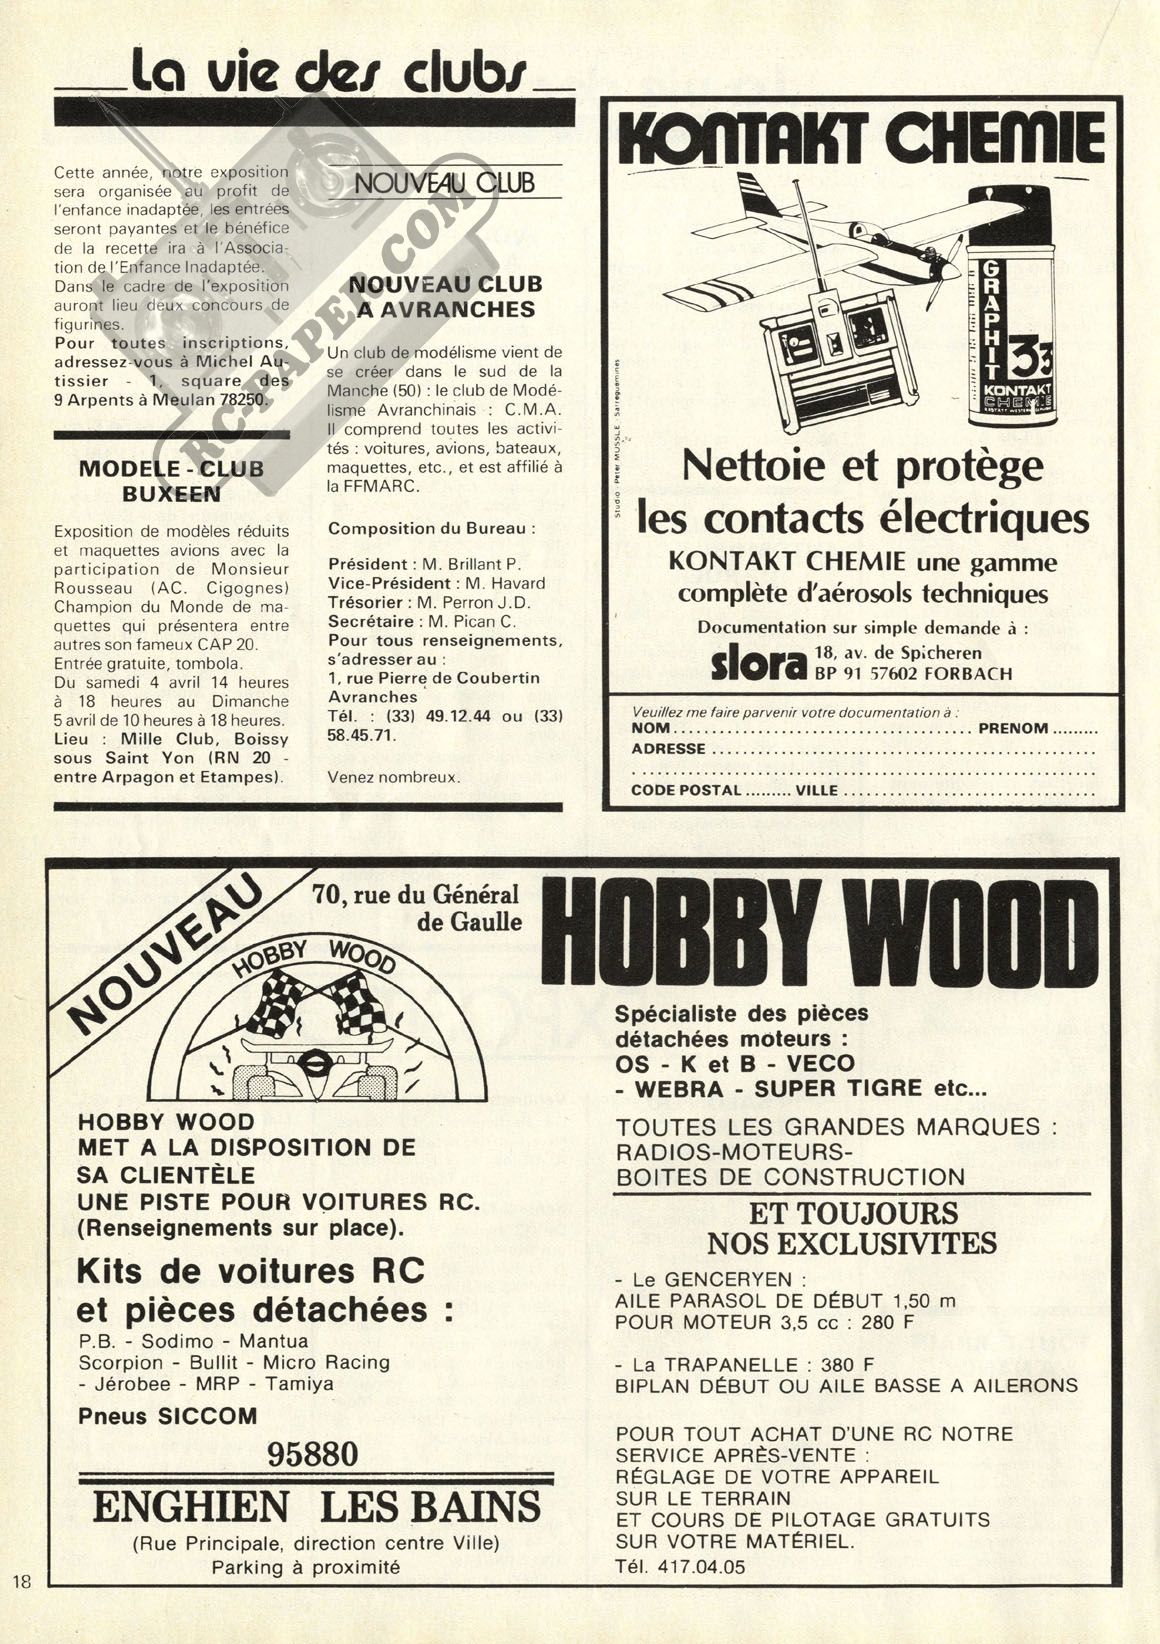 La vie des clubs
Cette année, notre exposition
sera organisée au profit de
l'enfance inadaptée, les entrées
seront payantes et le bénéfice
de la recette ira à l'Associa-
tion de l'Enfance Inadaptée.
Dans le cadre de l'exposition
auront lieu deux concours de
figurines.
Pour toutes inscriptions,
adressez-vous à Michel Au-
tissier - 1, square des
9 Arpents à Meulan 78250.
MODELE - CLUB
BUXEEN
Exposition de modèles réduits
et maquettes avions avec la
participation de Monsieur
Rousseau (AC. Cigognes)
Champion du Monde de ma-
quettes qui présentera entre
autres son fameux CAP 20.
Entrée gratuite, tombola.
Du samedi 4 avril 14 heures
à 18 heures au Dimanche
5 avril de 10 heures à 18 heures.
Lieu : Mille Club, Boissy
sous Saint Yon (RN 20 -
entre Arpagon et Etampes).
NOUVEAU CLUB
NOUVEAU CLUB
A AVRANCHES
Un club de modélisme vient de
se créer dans le sud de la
Manche (50) : le club de Modé-
lisme Avranchinais : C.M.A.
Il comprend toutes les activi-
tés : voitures, avions, bateaux,
maquettes, etc., et est affilié à
la FFMARC.
Composition du Bureau :
Président : M. Brillant P.
Vice-Président : M. Havard
Trésorier : M. Perron J.D.
Secrétaire : M. Pican C.
Pour tous renseignements,
s'adresser au :
1, rue Pierre de Coubertin
Avranches
Tél. : (33) 49.12.44 ou (33)
58.45.71.
Venez nombreux.
RC-PAPER.COM
KONTAKT CHEMIE
GRAPHIT
33
KONTAKT
CHEMIE
Studio Peter MUSSLE - Sarreguemines
Nettoie et protège
les contacts électriques
KONTAKT CHEMIE une gamme
complète d'aérosols techniques
Documentation sur simple demande à :
slora 18, av. de Spicheren
BP 91 57602 FORBACH
Veuillez me faire parvenir votre documentation à :
NOM..................................... PRENOM.........
ADRESSE ................................................
.........................................................
CODE POSTAL ......... VILLE ................................
NOUVEAU
70, rue du Général
de Gaulle
HOBBY WOOD
HOBBY WOOD
HOBBY WOOD
MET A LA DISPOSITION DE
SA CLIENTÈLE
UNE PISTE POUR VOITURES RC.
(Renseignements sur place).
Kits de voitures RC
et pièces détachées :
P.B. - Sodimo - Mantua
Scorpion - Bullit - Micro Racing
- Jérobee - MRP - Tamiya
Pneus SICCOM
95880
ENGHIEN LES BAINS
(Rue Principale, direction centre Ville)
Parking à proximité
Spécialiste des pièces
détachées moteurs :
OS - K et B - VECO
- WEBRA - SUPER TIGRE etc...
TOUTES LES GRANDES MARQUES :
RADIOS-MOTEURS-
BOITES DE CONSTRUCTION
ET TOUJOURS
NOS EXCLUSIVITES
- Le GENCERYEN :
AILE PARASOL DE DÉBUT 1,50 m
POUR MOTEUR 3,5 cc : 280 F
- La TRAPANELLE : 380 F
BIPLAN DÉBUT OU AILE BASSE A AILERONS
POUR TOUT ACHAT D'UNE RC NOTRE
SERVICE APRÈS-VENTE :
RÉGLAGE DE VOTRE APPAREIL
SUR LE TERRAIN
ET COURS DE PILOTAGE GRATUITS
SUR VOTRE MATÉRIEL.
Tél. 417.04.05
18